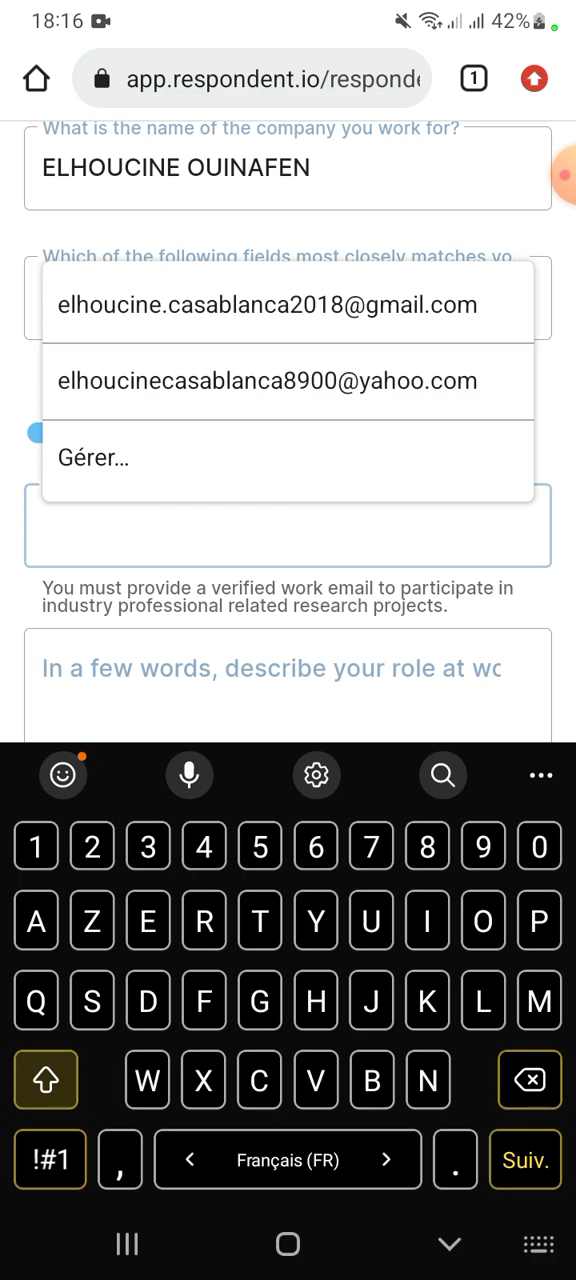 18:16 42%
app.respondent.io/responde 1
What is the name of the company you work for?
ELHOUCINE OUINAFEN
Which of the following fields most closely matches yo...
elhoucine.casablanca2018@gmail.com
elhoucinecasablanca8900@yahoo.com
Gérer...
You must provide a verified work email to participate in
industry professional related research projects.
In a few words, describe your role at wo
1 2 3 4 5 6 7 8 9 0
A Z E R T Y U I O P
Q S D F G H J K L M
W X C V B N
!#1 , < Français (FR) > . Suiv.